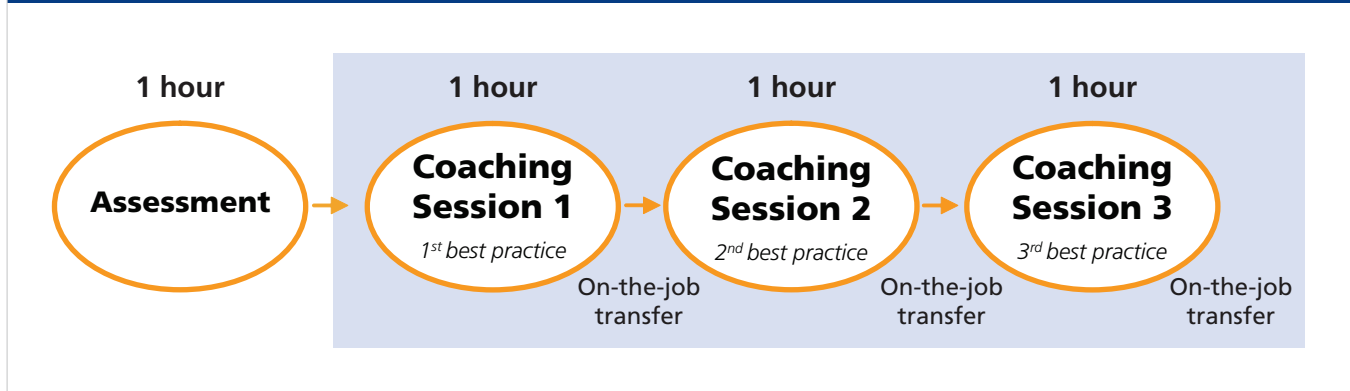 1 hour
1 hour
1 hour
1 hour
Assessment
Coaching
Session 1
1st best practice
On-the-job
transfer
Coaching
Session 2
2nd best practice
On-the-job
transfer
Coaching
Session 3
3rd best practice
On-the-job
transfer